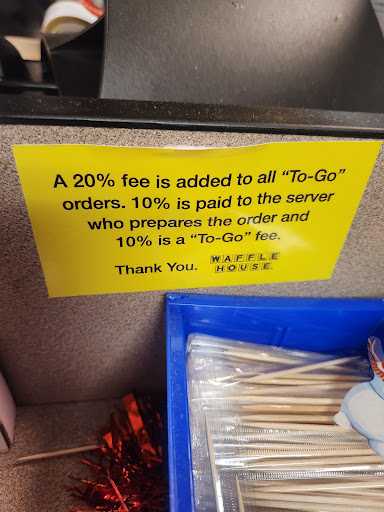 A 20% fee is added to all “To-Go”
orders. 10% is paid to the server
who prepares the order and
10% is a “To-Go” fee.
Thank You. WAFFLE
HOUSE